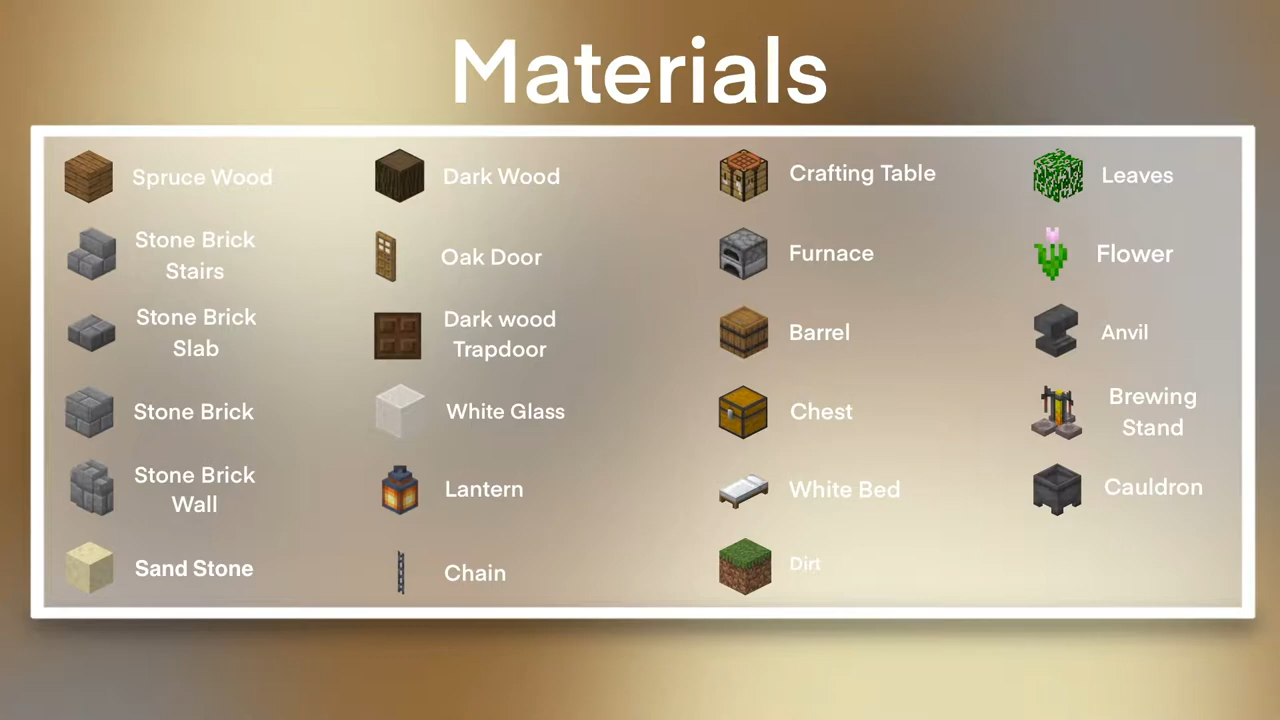 Materials
Spruce Wood
Stone Brick
Stairs
Stone Brick
Slab
Stone Brick
Stone Brick
Wall
Sand Stone
Dark Wood
Oak Door
Dark wood
Trapdoor
White Glass
Lantern
Chain
Crafting Table
Furnace
Barrel
Chest
White Bed
Dirt
Leaves
Flower
Anvil
Brewing
Stand
Cauldron